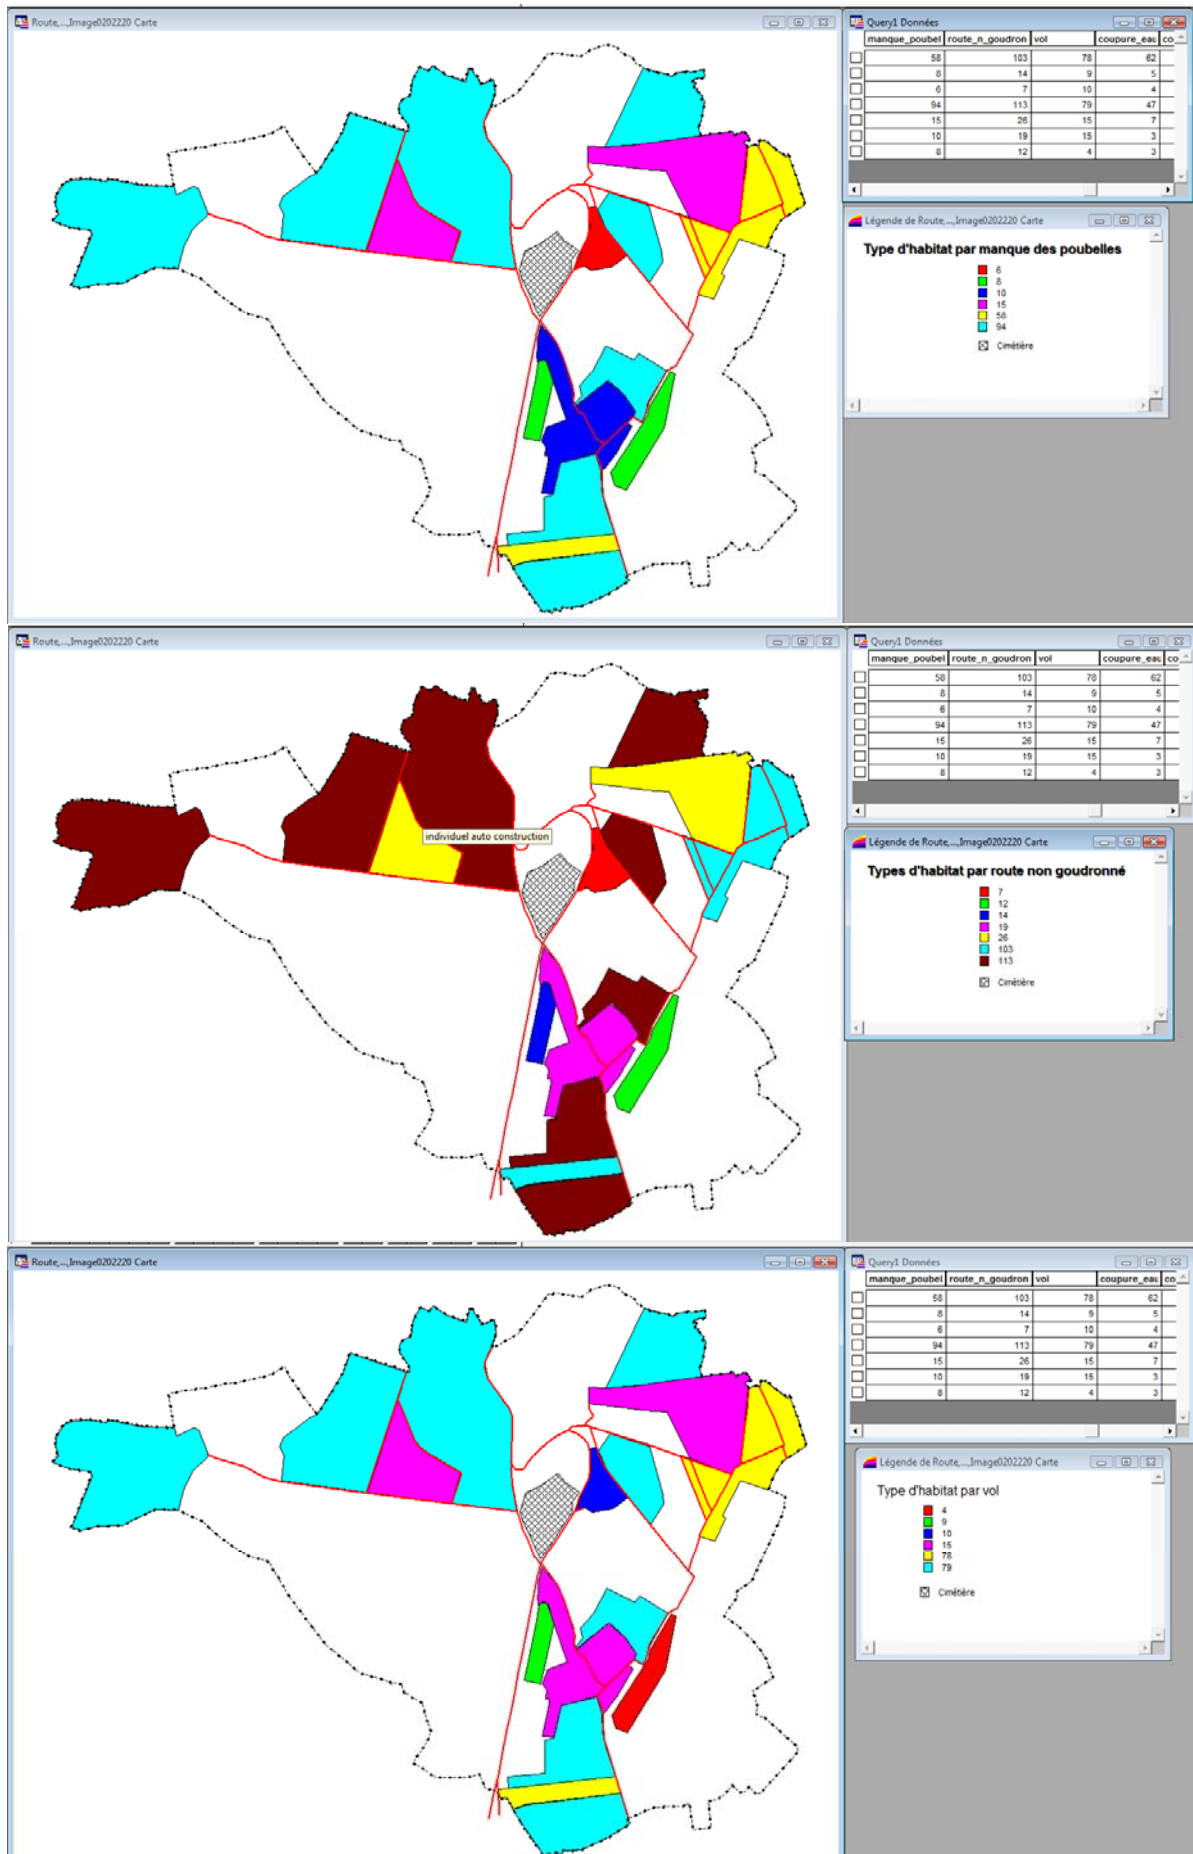 Route,...,Image0202220 Carte
Query1 Données
manque_poubel route_n_goudron vol coupure_eau co
58 103 78 62
8 14 9 5
6 7 10 4
94 113 79 47
15 26 15 7
10 19 15 3
8 12 4 3
Légende de Route,...,Image0202220 Carte
Type d'habitat par manque des poubelles
6
8
10
15
58
94
Cimétière
Route,...,Image0202220 Carte
Query1 Données
manque_poubel route_n_goudron vol coupure_eau co
58 103 78 62
8 14 9 5
6 7 10 4
94 113 79 47
15 26 15 7
10 19 15 3
8 12 4 3
individuel auto construction
Légende de Route,...,Image0202220 Carte
Types d'habitat par route non goudronné
7
12
14
19
26
103
113
Cimétière
Route,...,Image0202220 Carte
Query1 Données
manque_poubel route_n_goudron vol coupure_eau co
58 103 78 62
8 14 9 5
6 7 10 4
94 113 79 47
15 26 15 7
10 19 15 3
8 12 4 3
Légende de Route,...,Image0202220 Carte
Type d'habitat par vol
4
9
10
15
78
79
Cimétière